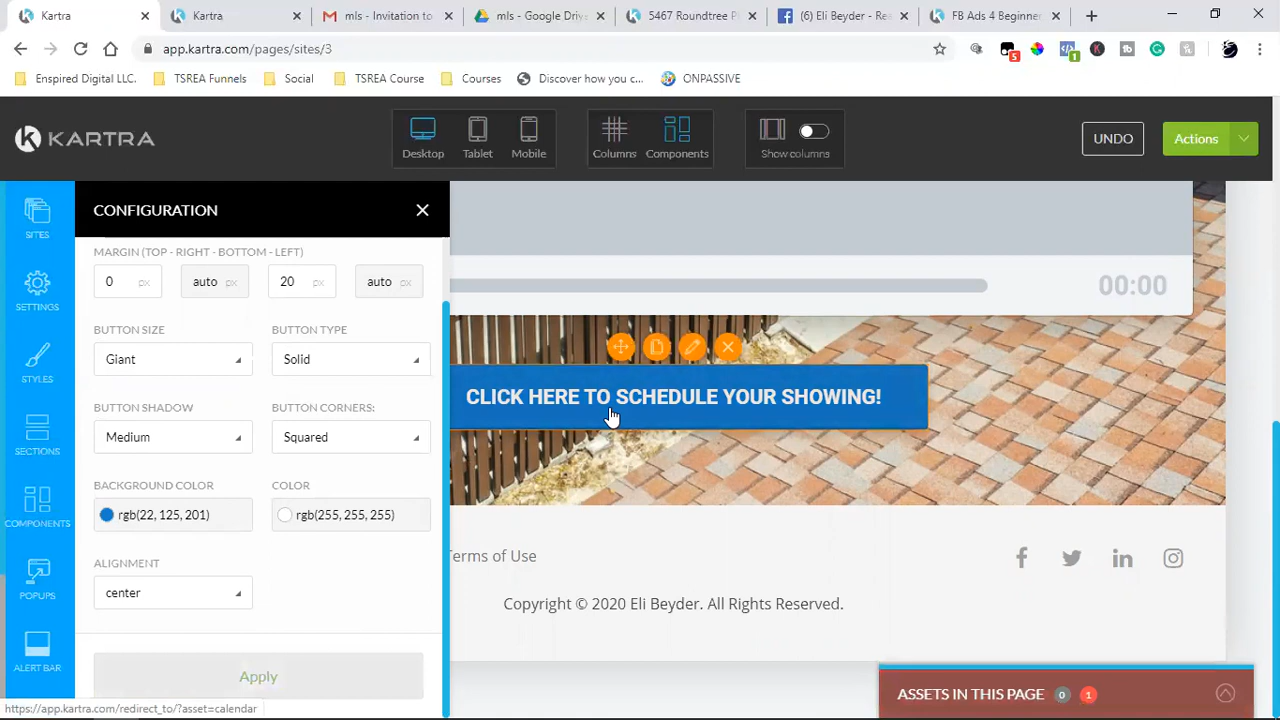 Kartra
Kartra
mls - Invitation to
mls - Google Driv
5467 Roundtree Pl
(6) Eli Beyder - Re
FB Ads 4 Beginner
app.kartra.com/pages/sites/3
5
1
Enspired Digital LLC.
TSREA Funnels
Social
TSREA Course
Courses
Discover how you c...
ONPASSIVE
KARTRA
Desktop
Tablet
Mobile
Columns
Components
Show columns
UNDO
Actions
SITES
SETTINGS
STYLES
SECTIONS
COMPONENTS
POPUPS
ALERT BAR
CONFIGURATION
MARGIN (TOP - RIGHT - BOTTOM - LEFT)
0 px
auto px
20 px
auto px
BUTTON SIZE
BUTTON TYPE
Giant
Solid
BUTTON SHADOW
BUTTON CORNERS:
Medium
Squared
BACKGROUND COLOR
COLOR
rgb(22, 125, 201)
rgb(255, 255, 255)
ALIGNMENT
center
Apply
https://app.kartra.com/redirect_to/?asset=calendar
00:00
CLICK HERE TO SCHEDULE YOUR SHOWING!
Terms of Use
Copyright © 2020 Eli Beyder. All Rights Reserved.
ASSETS IN THIS PAGE 0 1